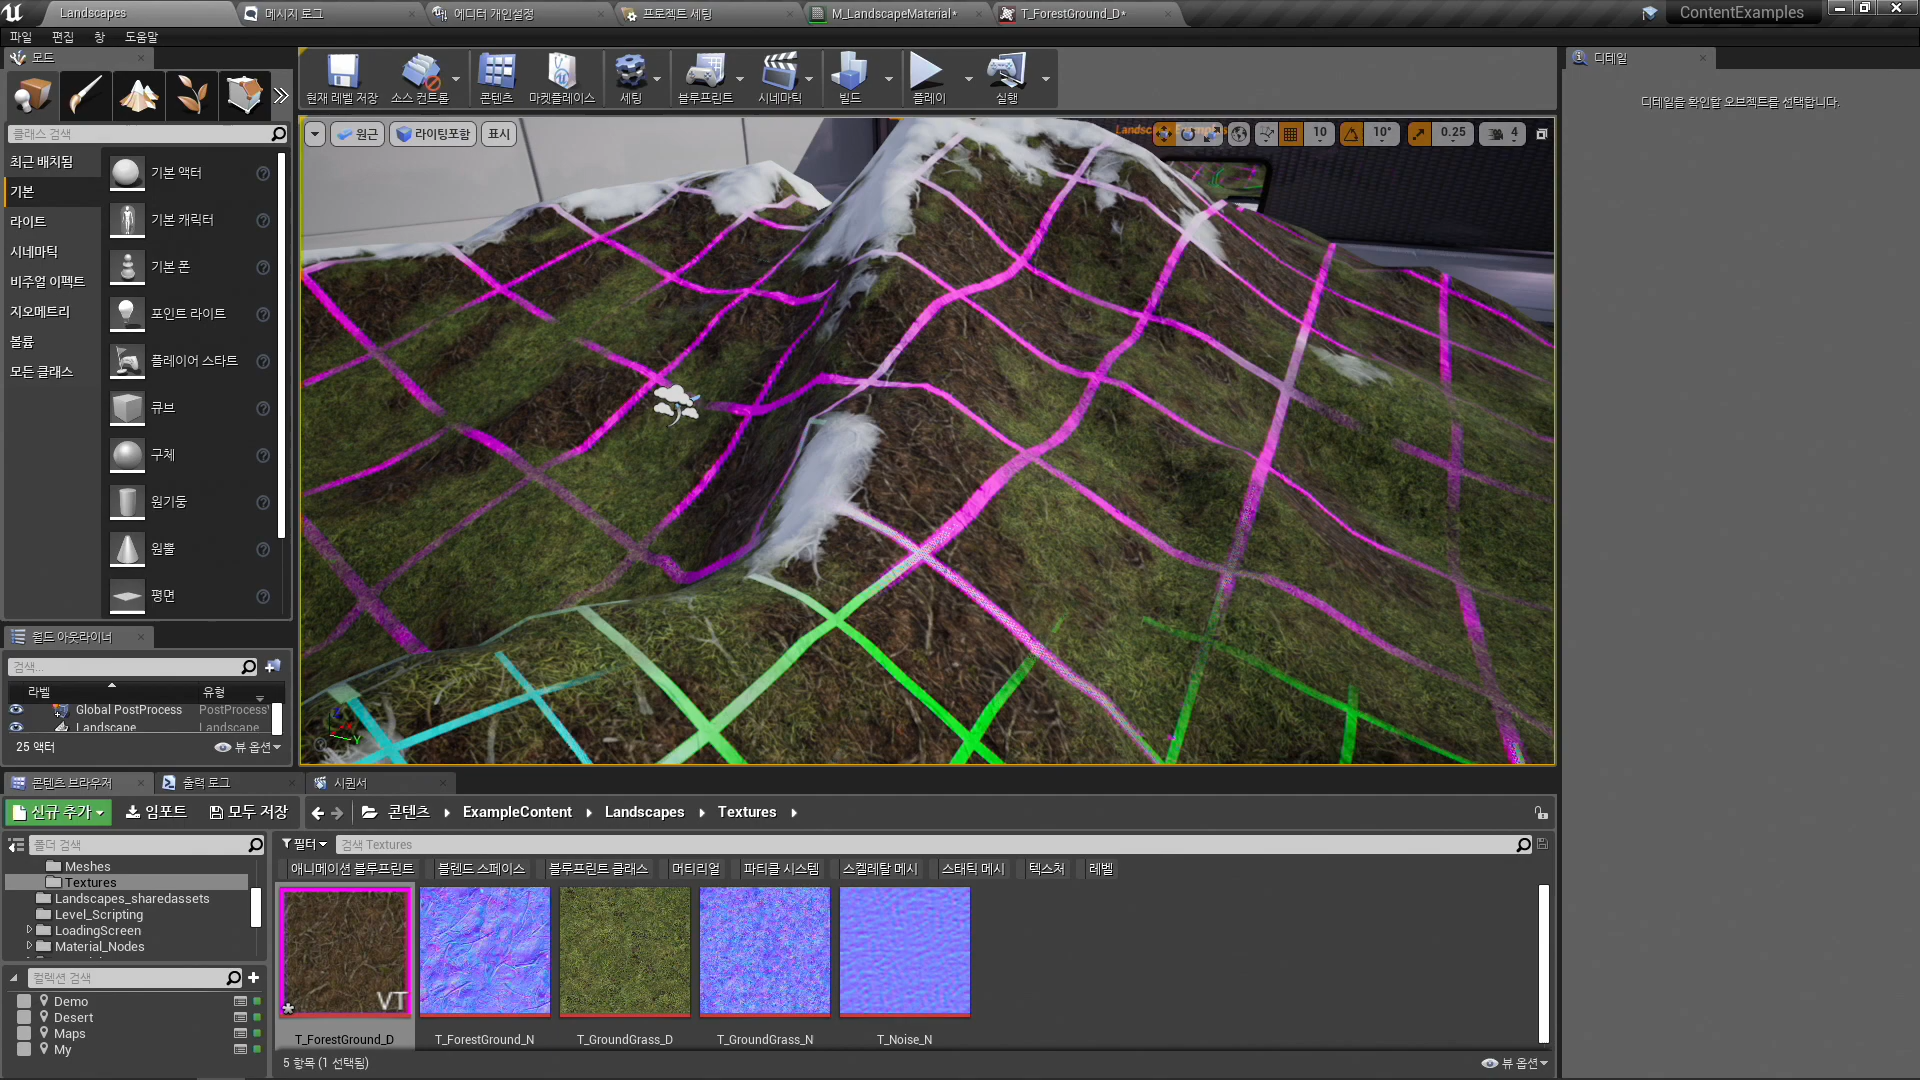 Landscapes
메시지 로그
에디터 개인설정
프로젝트 세팅
M_LandscapeMaterial*
T_ForestGround_D*
ContentExamples
파일 편집 창 도움말
모드
클래스 검색
최근 배치됨
기본
라이트
시네마틱
비주얼 이펙트
지오메트리
볼륨
모든 클래스
기본 액터
기본 캐릭터
기본 폰
포인트 라이트
플레이어 스타트
큐브
구체
원기둥
원뿔
평면
현재 레벨 저장
소스 컨트롤
콘텐츠
마켓플레이스
세팅
블루프린트
시네마틱
빌드
플레이
실행
원근
라이팅포함
표시
10
10°
0.25
4
디테일
디테일을 확인할 오브젝트를 선택합니다.
월드 아웃라이너
검색...
라벨 유형
Global PostProcess PostProcess
Landscape Landscape
25 액터
뷰 옵션
콘텐츠 브라우저
출력 로그
시퀀서
신규 추가
임포트
모두 저장
콘텐츠
ExampleContent
Landscapes
Textures
폴더 검색
Meshes
Textures
Landscapes_sharedassets
Level_Scripting
LoadingScreen
Material_Nodes
컬렉션 검색
Demo
Desert
Maps
My
필터
검색 Textures
애니메이션 블루프린트
블렌드 스페이스
블루프린트 클래스
머티리얼
파티클 시스템
스켈레탈 메시
스태틱 메시
텍스처
레벨
VT
T_ForestGround_D
T_ForestGround_N
T_GroundGrass_D
T_GroundGrass_N
T_Noise_N
5 항목 (1 선택됨)
뷰 옵션